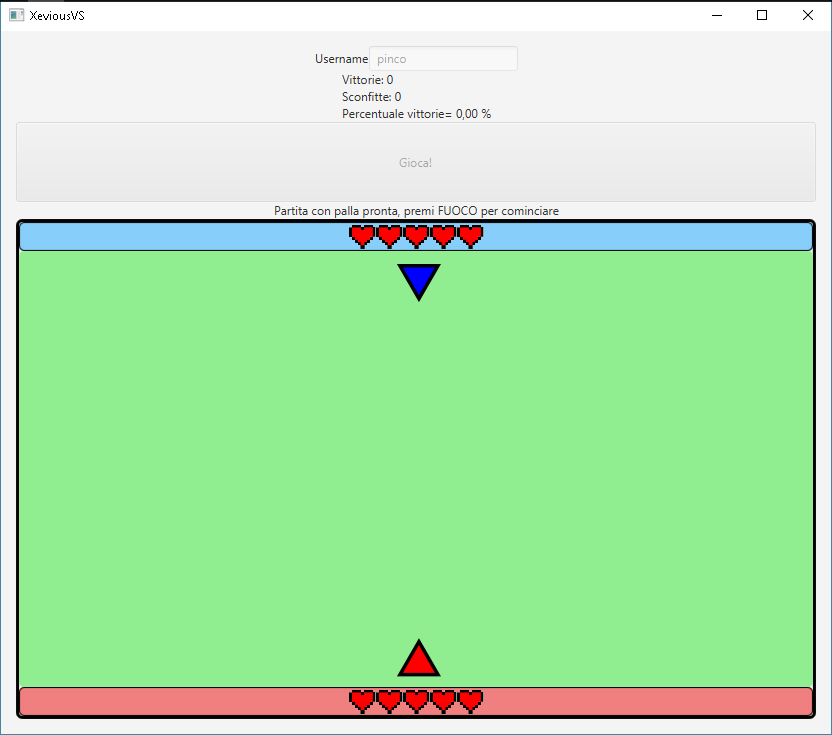 XeviousVS
Username pinco
Vittorie: 0
Sconfitte: 0
Percentuale vittorie= 0,00 %
Gioca!
Partita con palla pronta, premi FUOCO per cominciare